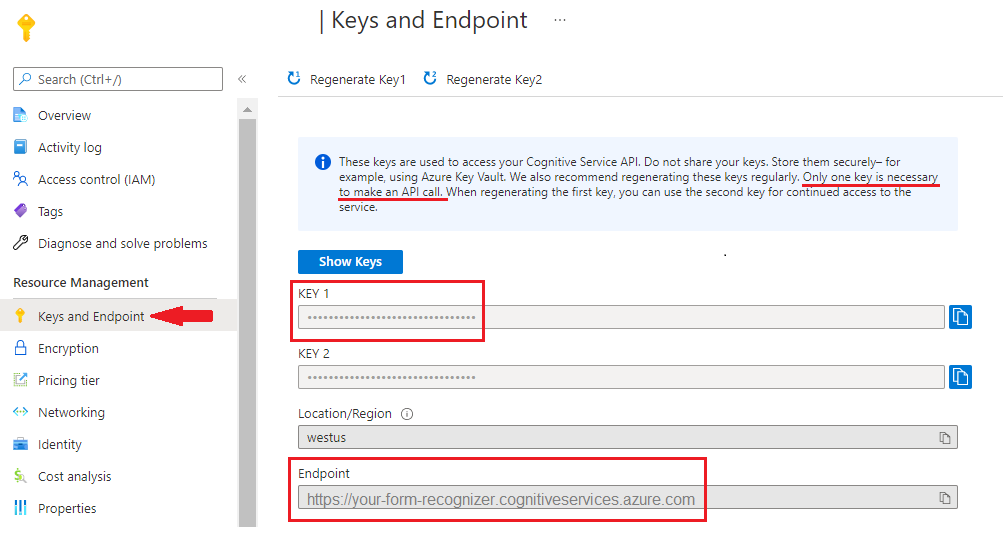 | Keys and Endpoint ...
Search (Ctrl+/)
«
Overview
Activity log
Access control (IAM)
Tags
Diagnose and solve problems
Resource Management
Keys and Endpoint
Encryption
Pricing tier
Networking
Identity
Cost analysis
Properties
Regenerate Key1 Regenerate Key2
These keys are used to access your Cognitive Service API. Do not share your keys. Store them securely– for
example, using Azure Key Vault. We also recommend regenerating these keys regularly. Only one key is necessary
to make an API call. When regenerating the first key, you can use the second key for continued access to the
service.
Show Keys
KEY 1
••••••••••••••••••••••••••••••••
KEY 2
••••••••••••••••••••••••••••••••
Location/Region
westus
Endpoint
https://your-form-recognizer.cognitiveservices.azure.com